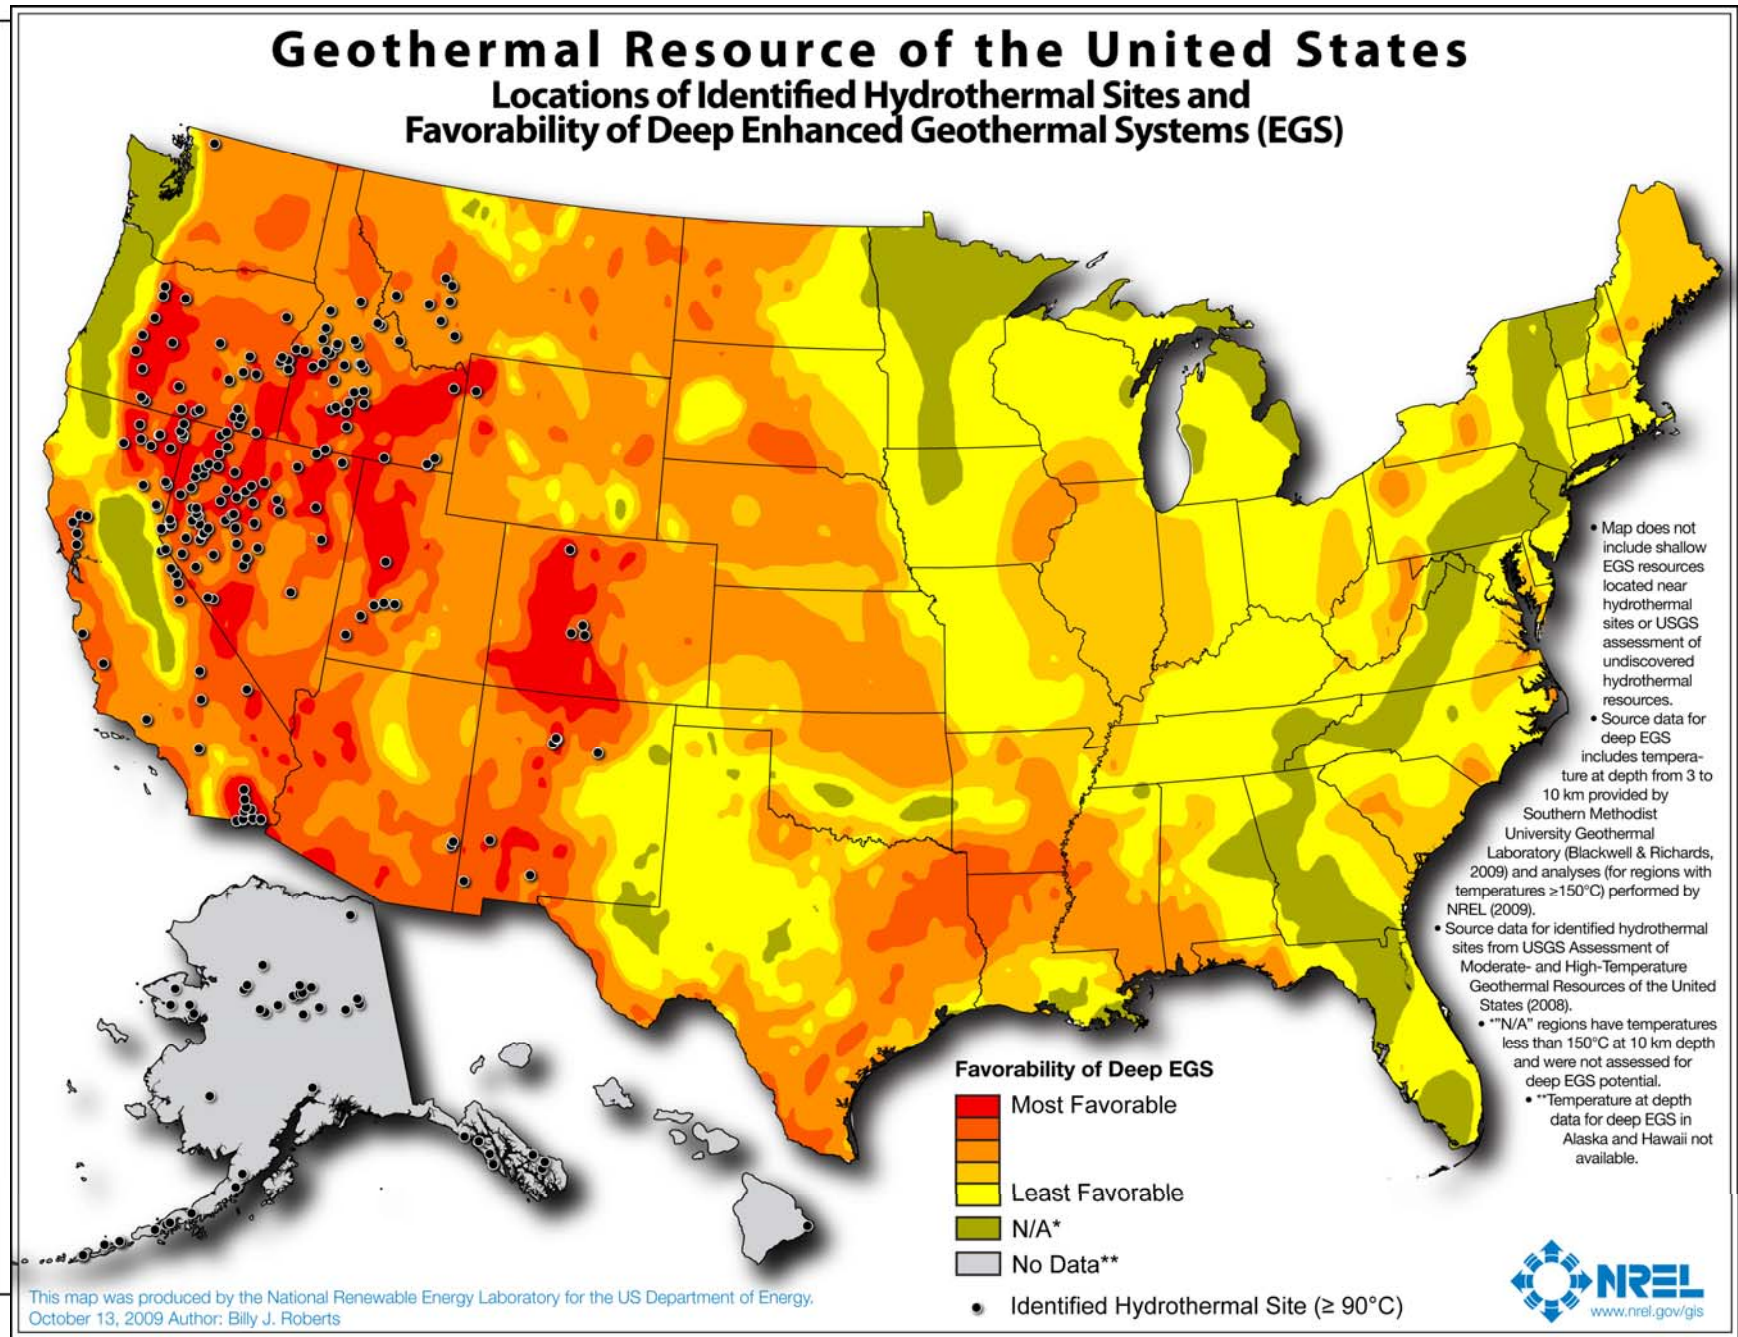 Geothermal Resource of the United States
Locations of Identified Hydrothermal Sites and
Favorability of Deep Enhanced Geothermal Systems (EGS)
• Map does not
include shallow
EGS resources
located near
hydrothermal
sites or USGS
assessment of
undiscovered
hydrothermal
resources.
• Source data for
deep EGS
includes tempera-
ture at depth from 3 to
10 km provided by
Southern Methodist
University Geothermal
Laboratory (Blackwell & Richards,
2009) and analyses (for regions with
temperatures ≥150°C) performed by
NREL (2009).
• Source data for identified hydrothermal
sites from USGS Assessment of
Moderate- and High-Temperature
Geothermal Resources of the United
States (2008).
• *"N/A" regions have temperatures
less than 150°C at 10 km depth
and were not assessed for
deep EGS potential.
• **Temperature at depth
data for deep EGS in
Alaska and Hawaii not
available.
Favorability of Deep EGS
Most Favorable
Least Favorable
N/A*
No Data**
Identified Hydrothermal Site (≥ 90°C)
This map was produced by the National Renewable Energy Laboratory for the US Department of Energy.
October 13, 2009 Author: Billy J. Roberts
NREL
www.nrel.gov/gis